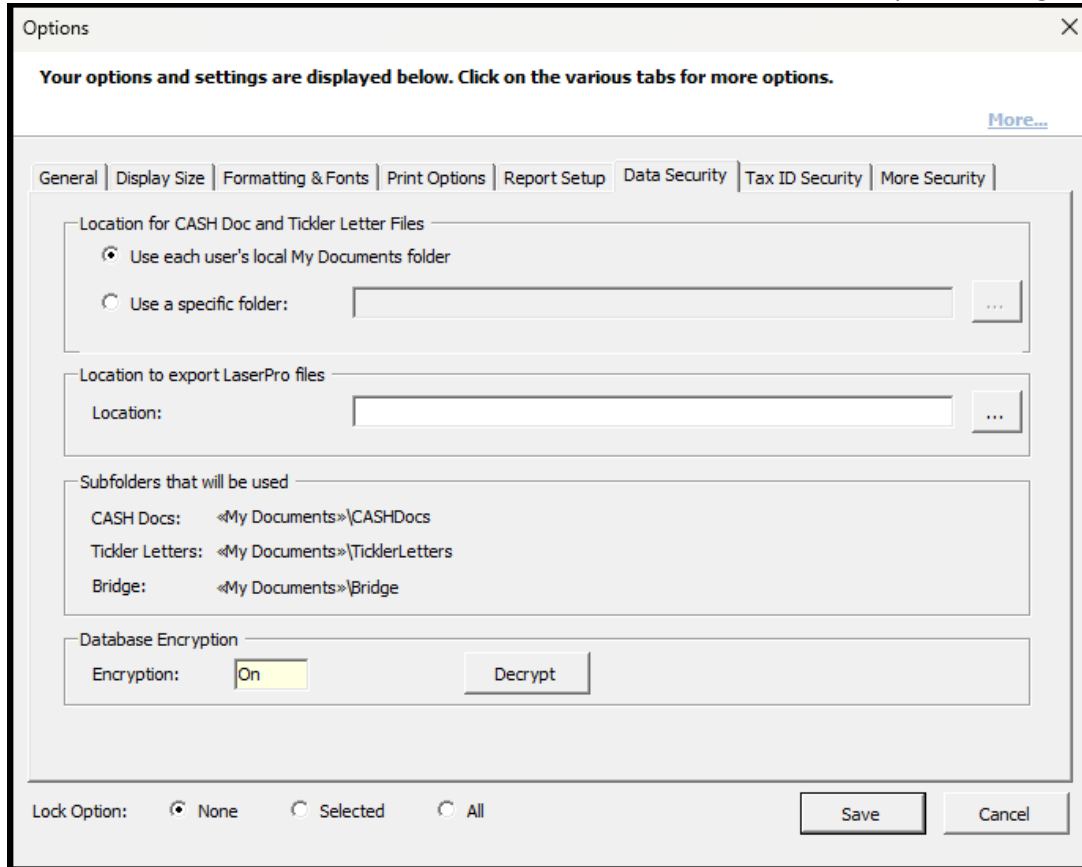 Options
Your options and settings are displayed below. Click on the various tabs for more options.
More...
General Display Size Formatting & Fonts Print Options Report Setup Data Security Tax ID Security More Security
Location for CASH Doc and Tickler Letter Files
Use each user's local My Documents folder
Use a specific folder: ...
Location to export LaserPro files
Location: ...
Subfolders that will be used
CASH Docs: «My Documents»\CASHDocs
Tickler Letters: «My Documents»\TicklerLetters
Bridge: «My Documents»\Bridge
Database Encryption
Encryption: On Decrypt
Lock Option: None Selected All Save Cancel